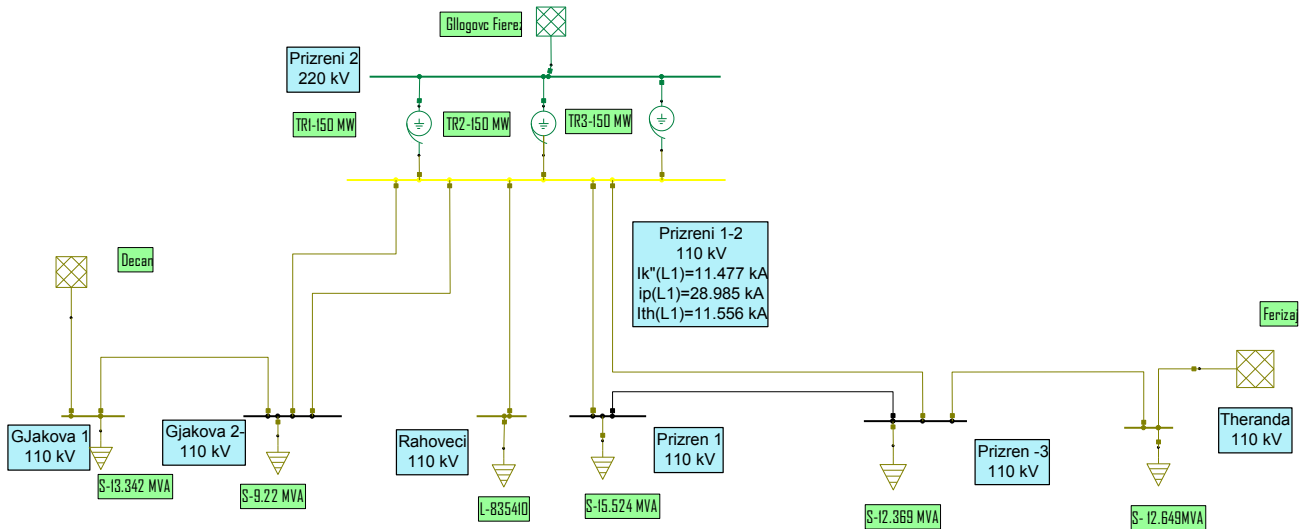 Gllogovc Fierez
Prizreni 2
220 kV
TR1-150 MW
TR2-150 MW
TR3-150 MW
Prizreni 1-2
110 kV
Ik"(L1)=11.477 kA
ip(L1)=28.985 kA
Ith(L1)=11.556 kA
Decan
Ferizaj
GJakova 1
110 kV
Gjakova 2-
110 kV
Rahoveci
110 kV
Prizren 1
110 kV
Prizren -3
110 kV
Theranda
110 kV
S-13.342 MVA
S-9.22 MVA
L-835410
S-15.524 MVA
S-12.369 MVA
S- 12.649MVA